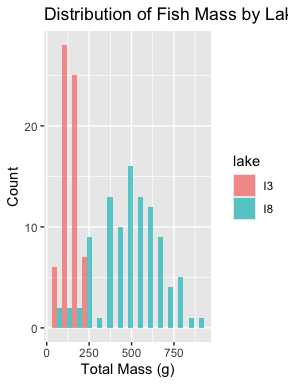 Distribution of Fish Mass by Lak
Count
20
10
0
0
250
500
750
Total Mass (g)
lake
I3
I8